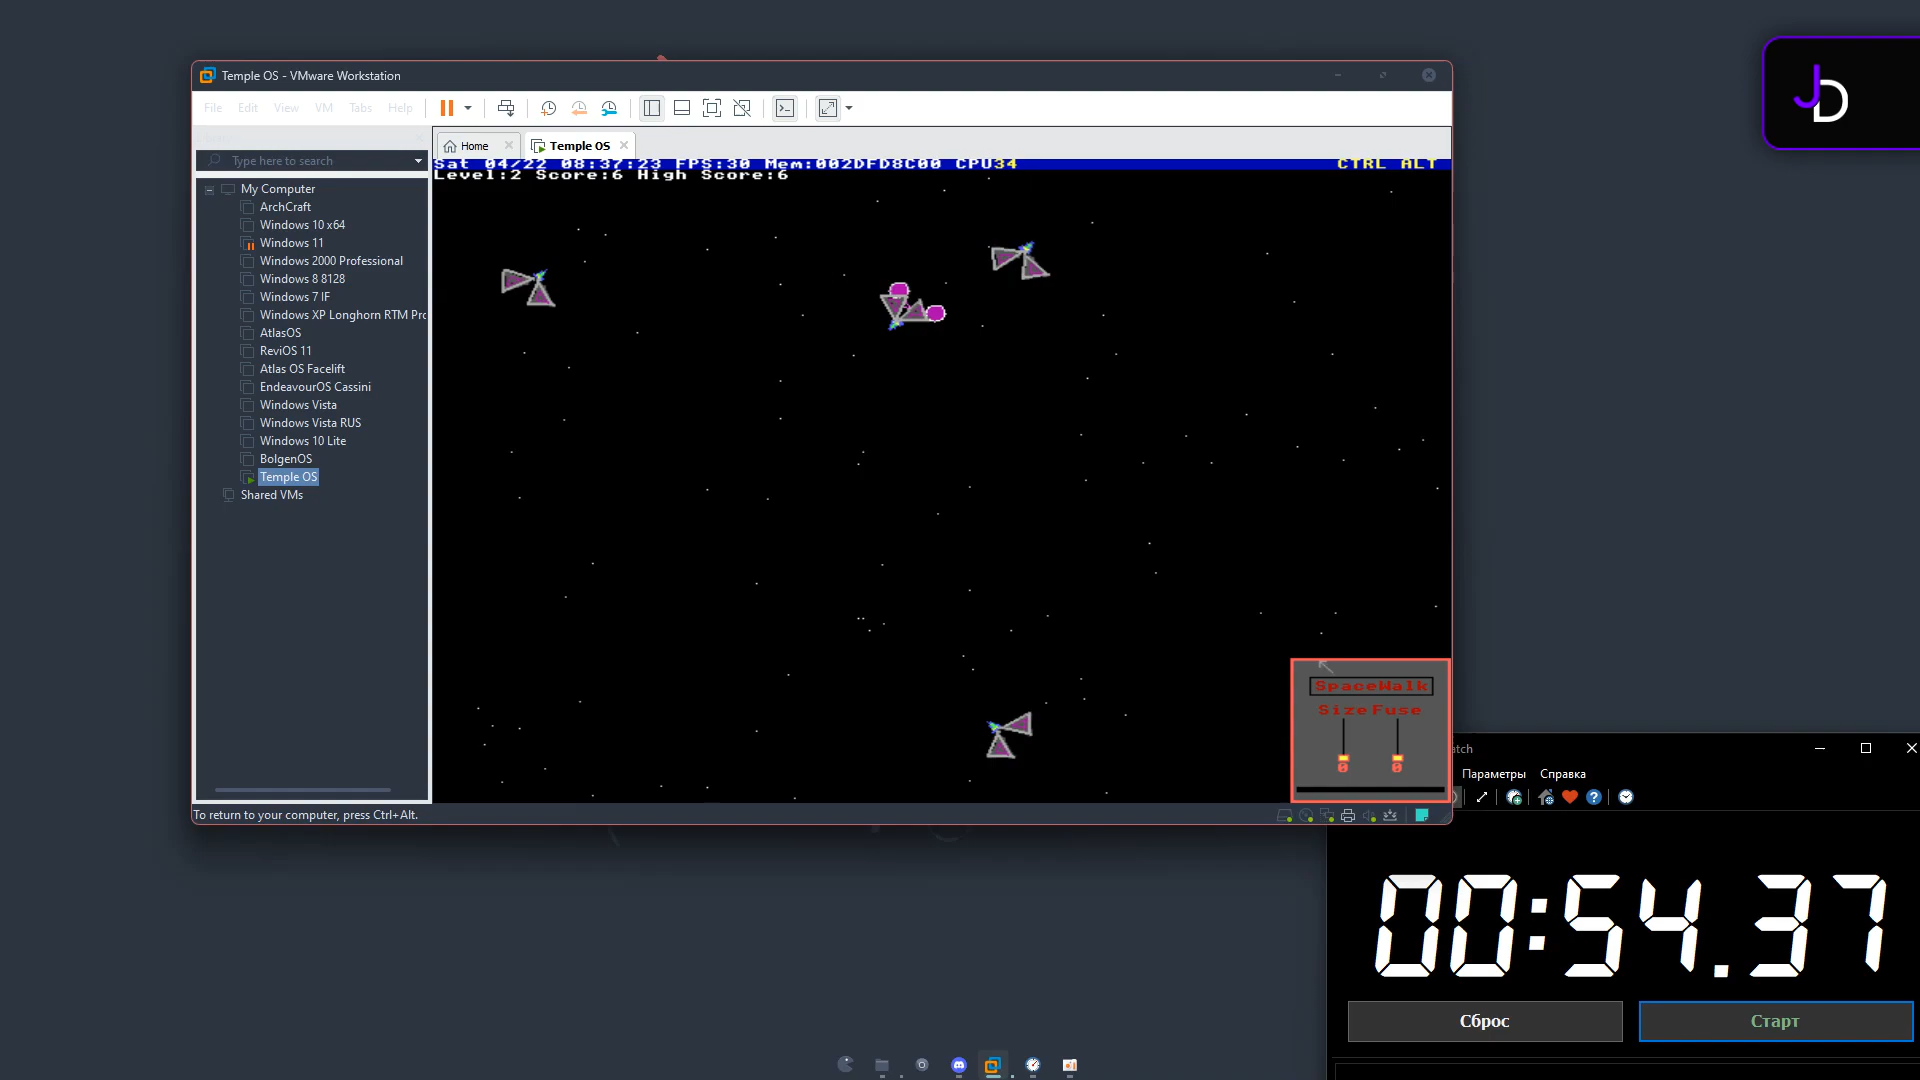 Temple OS - VMware Workstation
File Edit View VM Tabs Help
Type here to search
Home
Temple OS
My Computer
ArchCraft
Windows 10 x64
Windows 11
Windows 2000 Professional
Windows 8 8128
Windows 7 IF
Windows XP Longhorn RTM Pro
AtlasOS
ReviOS 11
Atlas OS Facelift
EndeavourOS Cassini
Windows Vista
Windows Vista RUS
Windows 10 Lite
BolgenOS
Temple OS
Shared VMs
Sat 04/22 08:37:23 FPS:30 Mem:002DFD8C00 CPU34 CTRL ALT
Level:2 Score:6 High Score:6
SpaceWalk
Size Fuse
0 0
To return to your computer, press Ctrl+Alt.
JD
atch
Параметры Справка
00:54.37
Сброс Старт